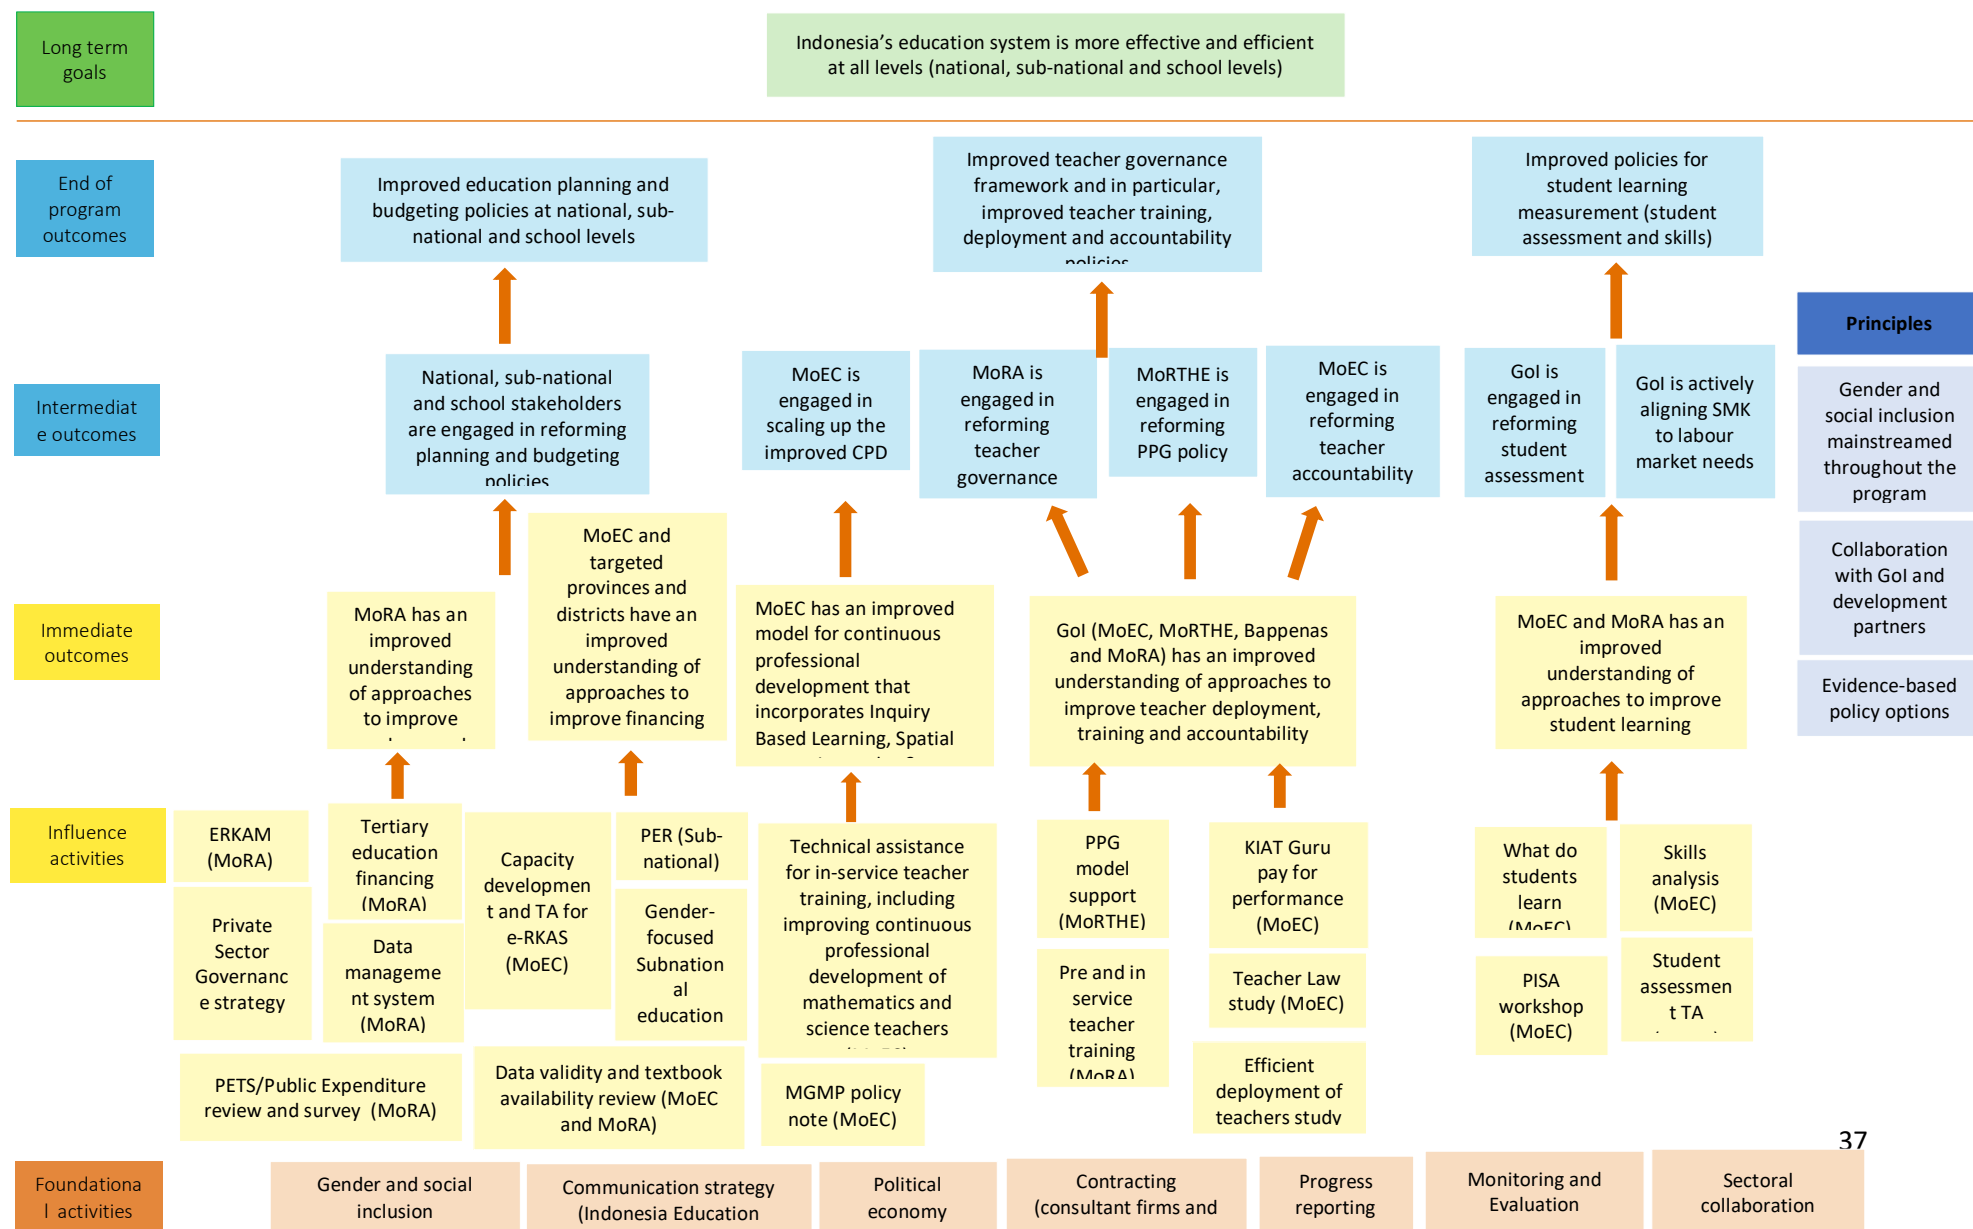 Long term
goals
Indonesia's education system is more effective and efficient
at all levels (national, sub-national and school levels)
End of
program
outcomes
Improved education planning and
budgeting policies at national, sub-
national and school levels
Improved teacher governance
framework and in particular,
improved teacher training,
deployment and accountability
policies
Improved policies for
student learning
measurement (student
assessment and skills)
Principles
Intermediat
e outcomes
National, sub-national
and school stakeholders
are engaged in reforming
planning and budgeting
policies
MoEC is
engaged in
scaling up the
improved CPD
MoRA is
engaged in
reforming
teacher
governance
MoRTHE is
engaged in
reforming
PPG policy
MoEC is
engaged in
reforming
teacher
accountability
GoI is
engaged in
reforming
student
assessment
GoI is actively
aligning SMK
to labour
market needs
Gender and
social inclusion
mainstreamed
throughout the
program
Collaboration
with GoI and
development
partners
Evidence-based
policy options
Immediate
outcomes
MoRA has an
improved
understanding
of approaches
to improve
MoEC and
targeted
provinces and
districts have an
improved
understanding of
approaches to
improve financing
MoEC has an improved
model for continuous
professional
development that
incorporates Inquiry
Based Learning, Spatial
GoI (MoEC, MoRTHE, Bappenas
and MoRA) has an improved
understanding of approaches to
improve teacher deployment,
training and accountability
MoEC and MoRA has an
improved
understanding of
approaches to improve
student learning
Influence
activities
ERKAM
(MoRA)
Private
Sector
Governanc
e strategy
Tertiary
education
financing
(MoRA)
Data
manageme
nt system
(MoRA)
Capacity
developmen
t and TA for
e-RKAS
(MoEC)
PER (Sub-
national)
Gender-
focused
Subnation
al
education
PETS/Public Expenditure
review and survey (MoRA)
Data validity and textbook
availability review (MoEC
and MoRA)
Technical assistance
for in-service teacher
training, including
improving continuous
professional
development of
mathematics and
science teachers
(MoEC)
MGMP policy
note (MoEC)
PPG
model
support
(MoRTHE)
Pre and in
service
teacher
training
(MoRA)
KIAT Guru
pay for
performance
(MoEC)
Teacher Law
study (MoEC)
Efficient
deployment of
teachers study
What do
students
learn
(MoEC)
PISA
workshop
(MoEC)
Skills
analysis
(MoEC)
Student
assessmen
t TA
37
Foundationa
l activities
Gender and social
inclusion
Communication strategy
(Indonesia Education
Political
economy
Contracting
(consultant firms and
Progress
reporting
Monitoring and
Evaluation
Sectoral
collaboration